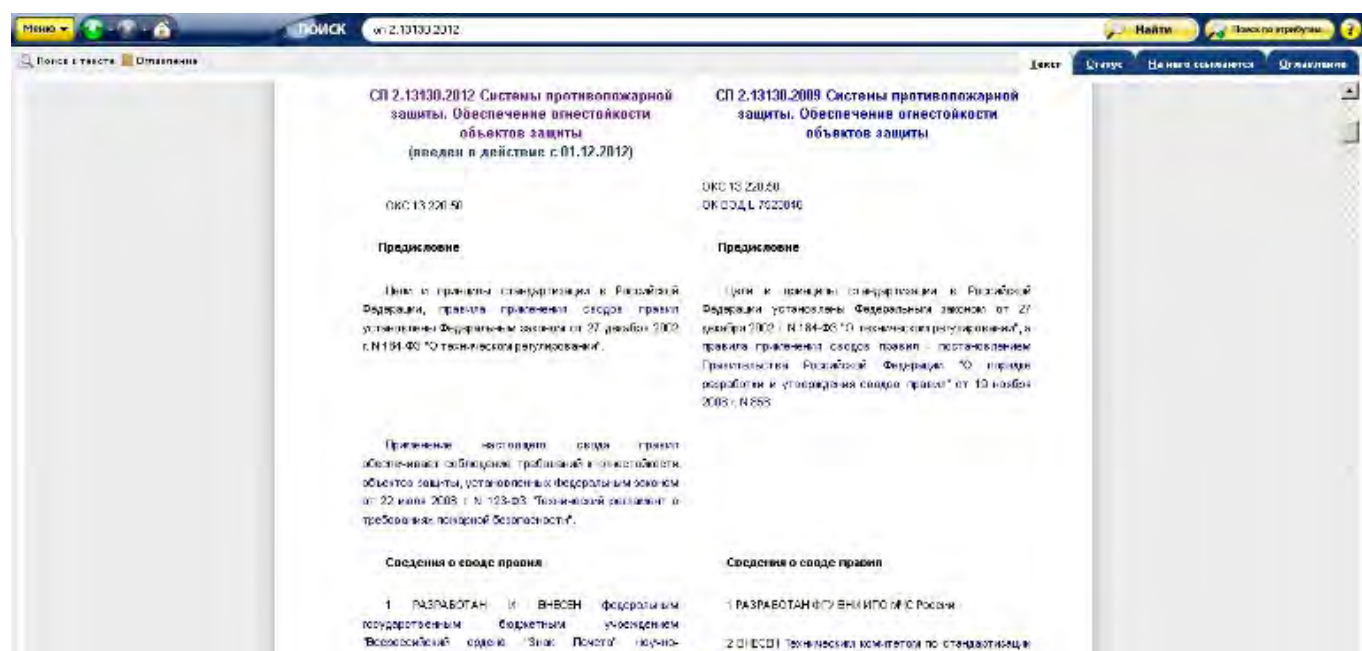 Меню
ПОИСК
сп 2.13130.2012
Найти
Поиск по атрибутам
?
Поиск в тексте
Оглавление
Текст
Статус
На него ссылаются
Оглавление
СП 2.13130.2012 Системы противопожарной
защиты. Обеспечение огнестойкости
объектов защиты
(введен в действие с 01.12.2012)
ОКС 13.220.50
Предисловие
Цели и принципы стандартизации в Российской
Федерации, правила применения сводов правил
установлены Федеральным законом от 27 декабря 2002
г. N 184-ФЗ "О техническом регулировании".
Применение настоящего свода правил
обеспечивает соблюдение требований к огнестойкости
объектов защиты, установленных Федеральным законом
от 22 июля 2008 г. N 123-ФЗ "Технический регламент о
требованиях пожарной безопасности".
Сведения о своде правил
1 РАЗРАБОТАН И ВНЕСЕН федеральным
государственным бюджетным учреждением
"Всероссийский ордена "Знак Почета" научно-
СП 2.13130.2009 Системы противопожарной
защиты. Обеспечение огнестойкости
объектов защиты
ОКС 13.220.50
Предисловие
Цели и принципы стандартизации в Российской
Федерации установлены Федеральным законом от 27
декабря 2002 г. N 184-ФЗ "О техническом регулировании", а
правила применения сводов правил - постановлением
Правительства Российской Федерации "О порядке
разработки и утверждения сводов правил" от 19 ноября
2008 г. N 858
Сведения о своде правил
1 РАЗРАБОТАН ФГУ ВНИИПО МЧС России
2 ВНЕСЕН Техническим комитетом по стандартизации